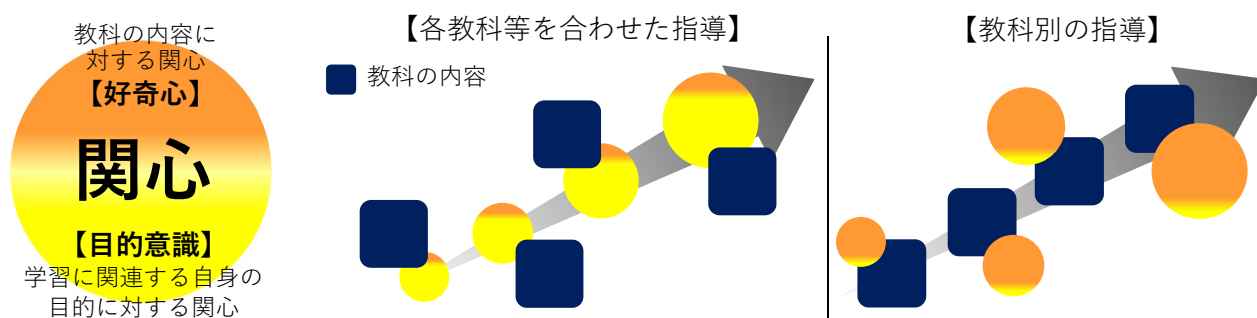 教科の内容に
対する関心
【好奇心】
関心
【目的意識】
学習に関連する自身の
目的に対する関心
【各教科等を合わせた指導】
教科の内容
【教科別の指導】